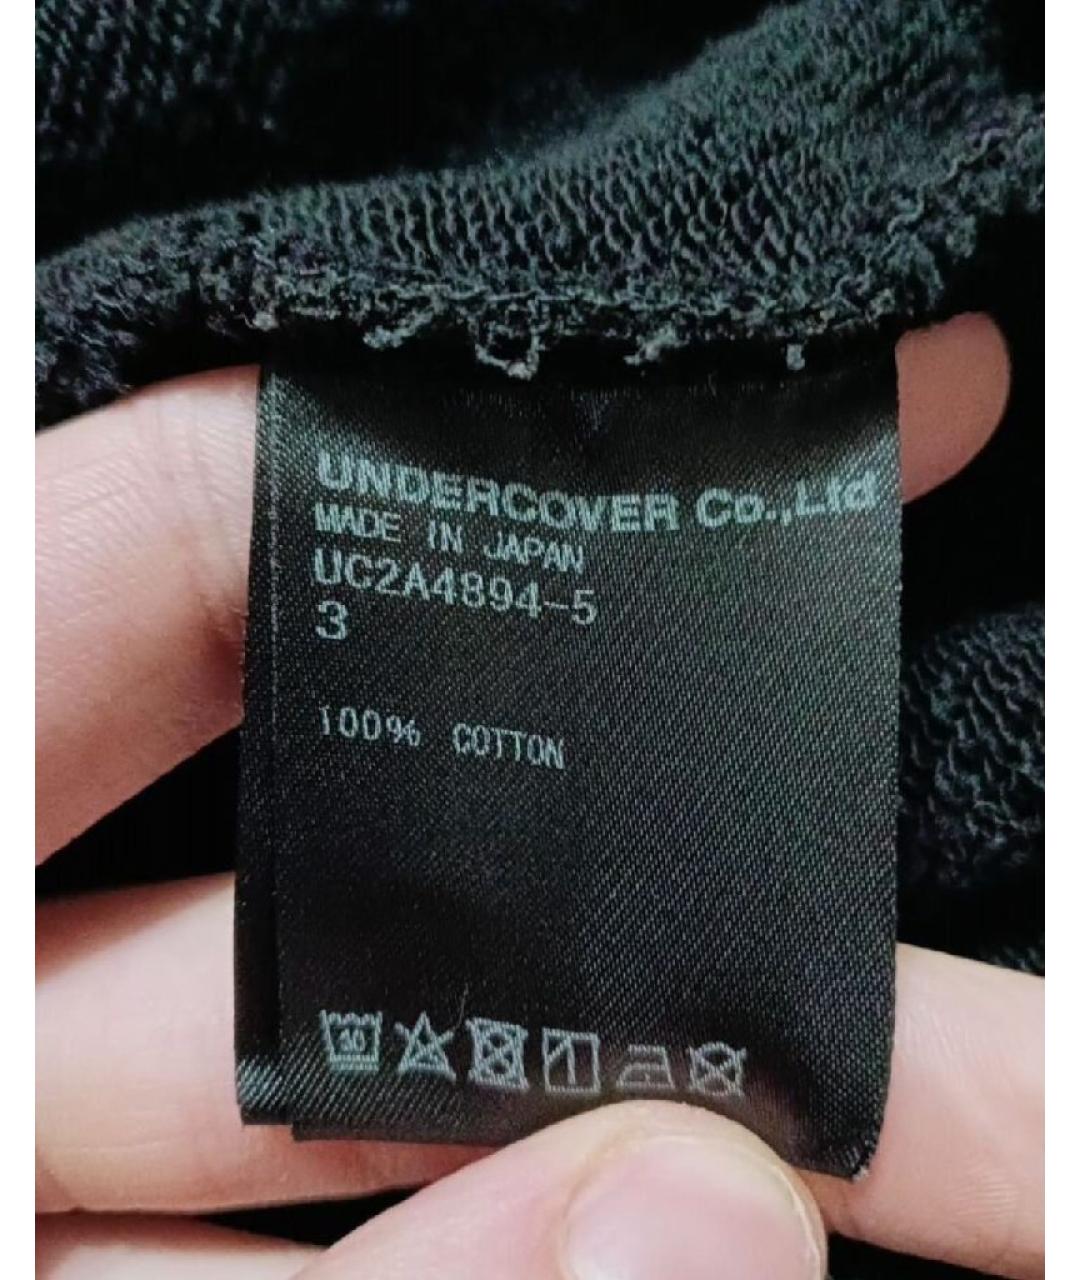 UNDERCOVER Co.,Ltd
MADE IN JAPAN
UC2A4894-5
3
100% COTTON